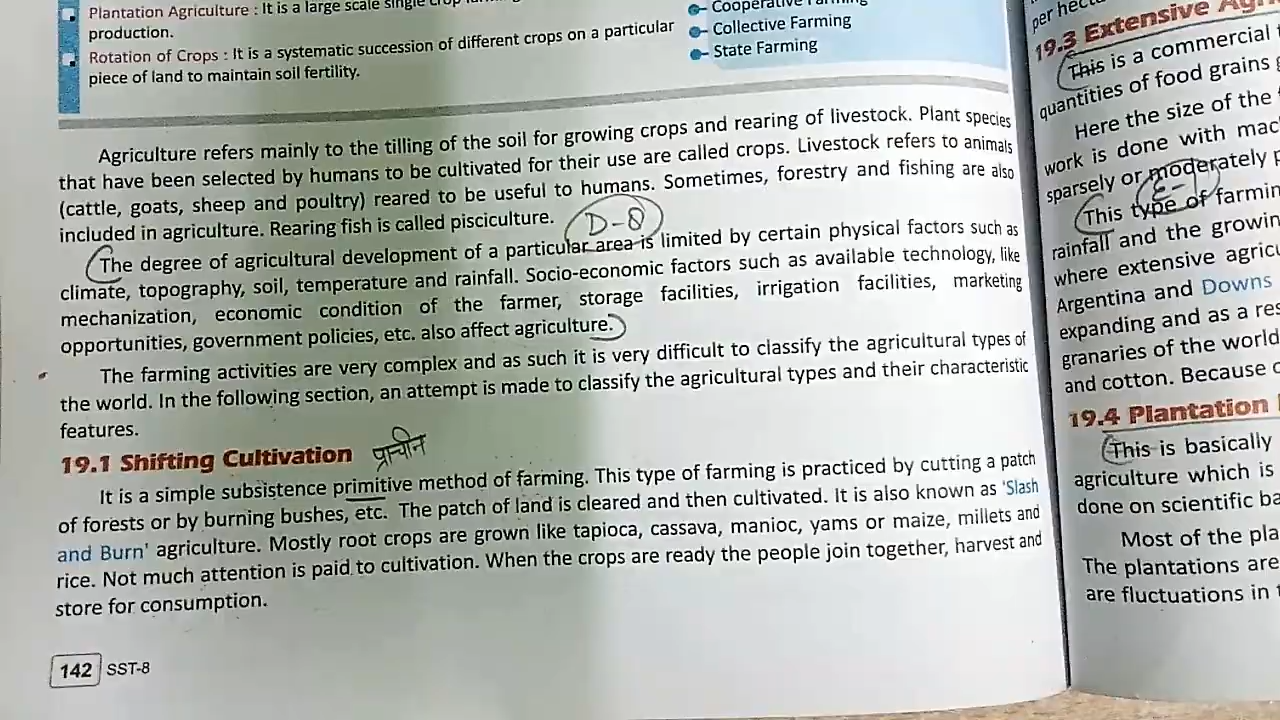 Plantation Agriculture : It is a large scale single crop
production.
Rotation of Crops : It is a systematic succession of different crops on a particular
piece of land to maintain soil fertility.
Cooperative Farming
Collective Farming
State Farming
Agriculture refers mainly to the tilling of the soil for growing crops and rearing of livestock. Plant species
that have been selected by humans to be cultivated for their use are called crops. Livestock refers to animals
(cattle, goats, sheep and poultry) reared to be useful to humans. Sometimes, forestry and fishing are also
included in agriculture. Rearing fish is called pisciculture.
D-8
The degree of agricultural development of a particular area is limited by certain physical factors such as
climate, topography, soil, temperature and rainfall. Socio-economic factors such as available technology, like
mechanization, economic condition of the farmer, storage facilities, irrigation facilities, marketing
opportunities, government policies, etc. also affect agriculture.
The farming activities are very complex and as such it is very difficult to classify the agricultural types of
the world. In the following section, an attempt is made to classify the agricultural types and their characteristic
features.
19.1 Shifting Cultivation प्राचीन
It is a simple subsistence primitive method of farming. This type of farming is practiced by cutting a patch
of forests or by burning bushes, etc. The patch of land is cleared and then cultivated. It is also known as 'Slash
and Burn' agriculture. Mostly root crops are grown like tapioca, cassava, manioc, yams or maize, millets and
rice. Not much attention is paid to cultivation. When the crops are ready the people join together, harvest and
store for consumption.
142 SST-8
per
19.3 Extensive
This is a commercial
quantities of food grains
Here the size of the
work is done with
sparsely or moderately
E-1
This type of
rainfall and the
where extensive
Argentina and Downs
expanding and as a
granaries of the world
and cotton. Because
19.4 Plantation
This is basically
agriculture which is
done on scientific
Most of the
The plantations are
are fluctuations in